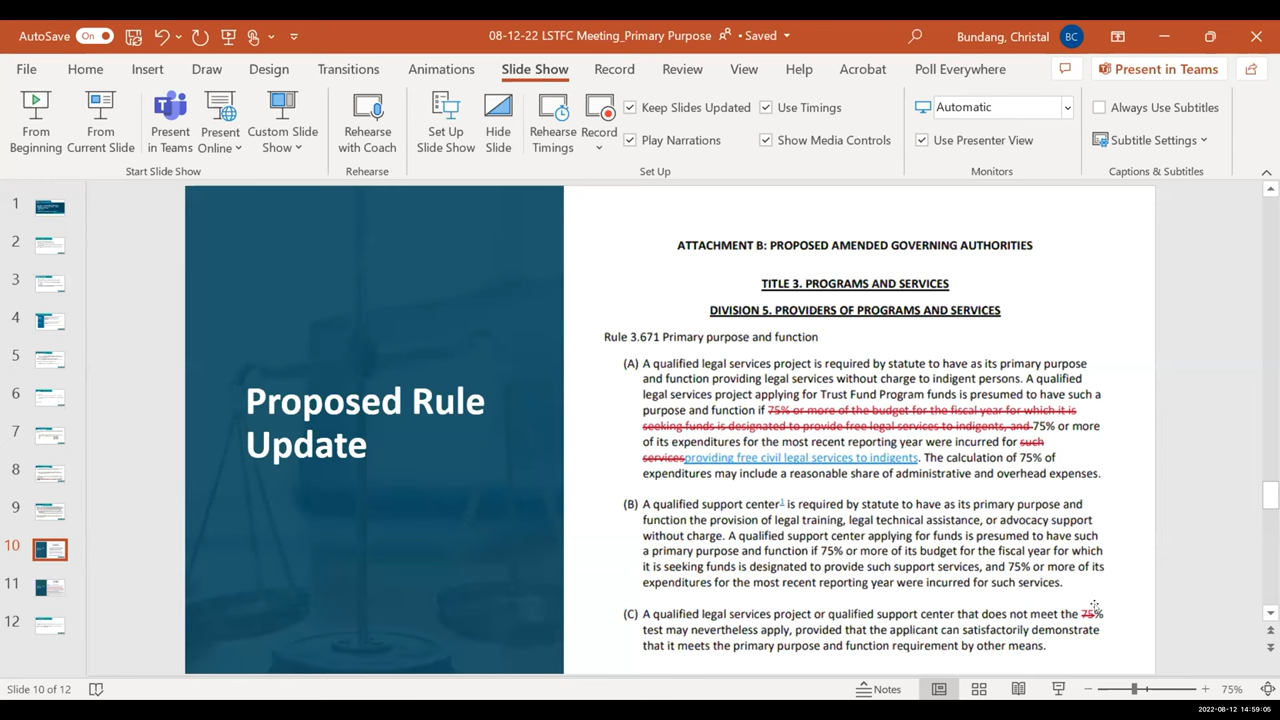 AutoSave On 08-12-22 LSTFC Meeting_Primary Purpose • Saved Bundang, Christal BC
File Home Insert Draw Design Transitions Animations Slide Show Record Review View Help Acrobat Poll Everywhere Present in Teams
From Beginning
From Current Slide
Present in Teams
Present Online
Custom Slide Show
Rehearse with Coach
Set Up Slide Show
Hide Slide
Rehearse Timings
Record
Keep Slides Updated
Play Narrations
Use Timings
Show Media Controls
Automatic
Use Presenter View
Always Use Subtitles
Subtitle Settings
Start Slide Show Rehearse Set Up Monitors Captions & Subtitles
1
2
3
4
5
6
7
8
9
10
11
12
Proposed Rule
Update
ATTACHMENT B: PROPOSED AMENDED GOVERNING AUTHORITIES
TITLE 3. PROGRAMS AND SERVICES
DIVISION 5. PROVIDERS OF PROGRAMS AND SERVICES
Rule 3.671 Primary purpose and function
(A) A qualified legal services project is required by statute to have as its primary purpose
and function providing legal services without charge to indigent persons. A qualified
legal services project applying for Trust Fund Program funds is presumed to have such a
purpose and function if 75% or more of the budget for the fiscal year for which it is
seeking funds is designated to provide free legal services to indigents, and 75% or more
of its expenditures for the most recent reporting year were incurred for such
servicesproviding free civil legal services to indigents. The calculation of 75% of
expenditures may include a reasonable share of administrative and overhead expenses.
(B) A qualified support center1 is required by statute to have as its primary purpose and
function the provision of legal training, legal technical assistance, or advocacy support
without charge. A qualified support center applying for funds is presumed to have such
a primary purpose and function if 75% or more of its budget for the fiscal year for which
it is seeking funds is designated to provide such support services, and 75% or more of its
expenditures for the most recent reporting year were incurred for such services.
(C) A qualified legal services project or qualified support center that does not meet the 75%
test may nevertheless apply, provided that the applicant can satisfactorily demonstrate
that it meets the primary purpose and function requirement by other means.
Slide 10 of 12 Notes 75%
2022-08-12 14:59:05